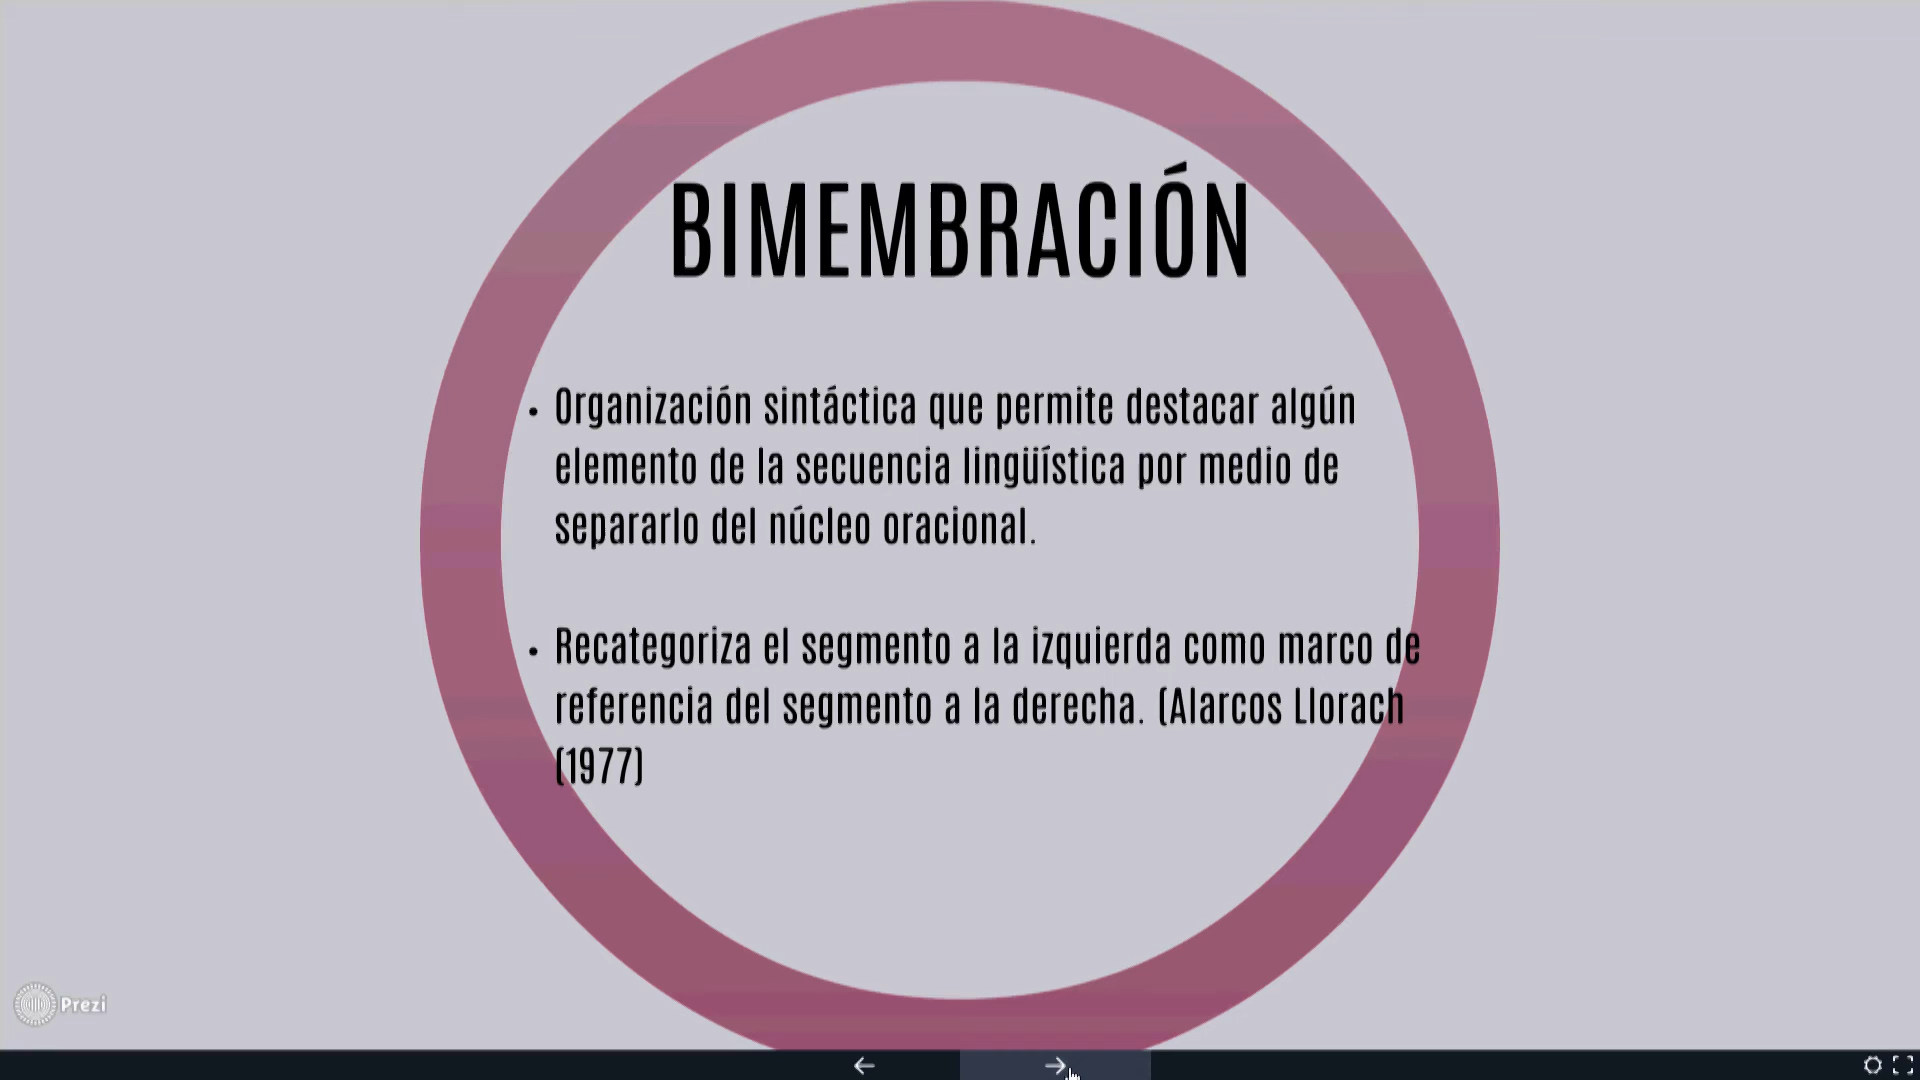 BIMEMBRACIÓN
• Organización sintáctica que permite destacar algún
elemento de la secuencia lingüística por medio de
separarlo del núcleo oracional.
• Recategoriza el segmento a la izquierda como marco de
referencia del segmento a la derecha. (Alarcos Llorach
(1977)
Prezi